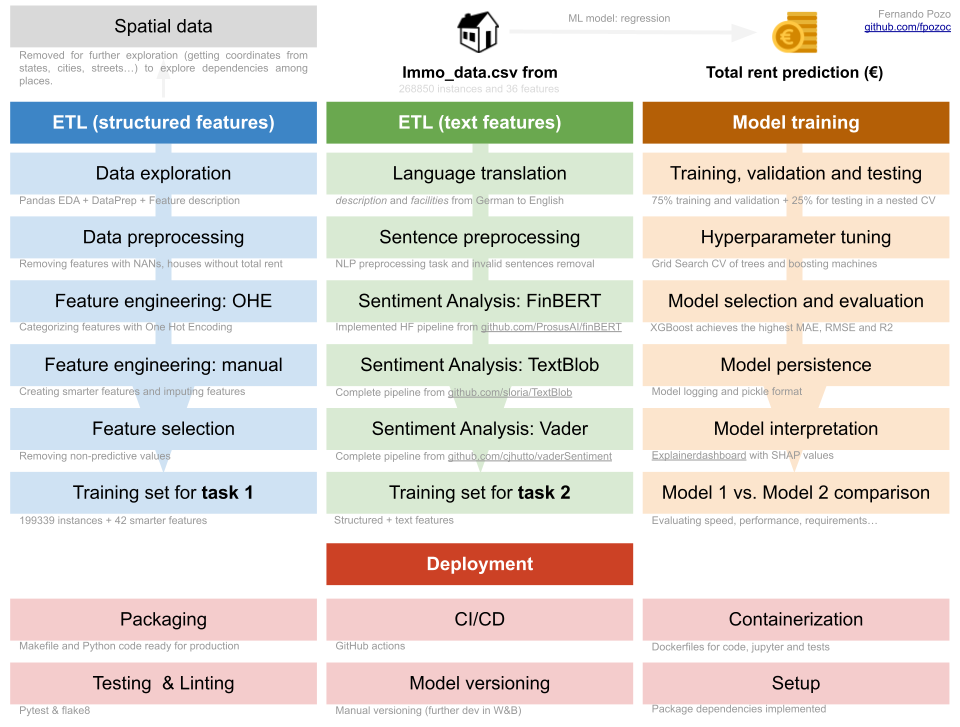 Spatial data
Removed for further exploration (getting coordinates from
states, cities, streets…) to explore dependencies among
places.
ML model: regression
Fernando Pozo
github.com/fpozoc
Immo_data.csv from
268850 instances and 36 features
Total rent prediction (€)
ETL (structured features)
Data exploration
Pandas EDA + DataPrep + Feature description
Data preprocessing
Removing features with NANs, houses without total rent
Feature engineering: OHE
Categorizing features with One Hot Encoding
Feature engineering: manual
Creating smarter features and imputing features
Feature selection
Removing non-predictive values
Training set for task 1
199339 instances + 42 smarter features
ETL (text features)
Language translation
description and facilities from German to English
Sentence preprocessing
NLP preprocessing task and invalid sentences removal
Sentiment Analysis: FinBERT
Implemented HF pipeline from github.com/ProsusAI/finBERT
Sentiment Analysis: TextBlob
Complete pipeline from github.com/sloria/TextBlob
Sentiment Analysis: Vader
Complete pipeline from github.com/cjhutto/vaderSentiment
Training set for task 2
Structured + text features
Model training
Training, validation and testing
75% training and validation + 25% for testing in a nested CV
Hyperparameter tuning
Grid Search CV of trees and boosting machines
Model selection and evaluation
XGBoost achieves the highest MAE, RMSE and R2
Model persistence
Model logging and pickle format
Model interpretation
Explainerdashboard with SHAP values
Model 1 vs. Model 2 comparison
Evaluating speed, performance, requirements…
Deployment
Packaging
Makefile and Python code ready for production
CI/CD
GitHub actions
Containerization
Dockerfiles for code, jupyter and tests
Testing & Linting
Pytest & flake8
Model versioning
Manual versioning (further dev in W&B)
Setup
Package dependencies implemented